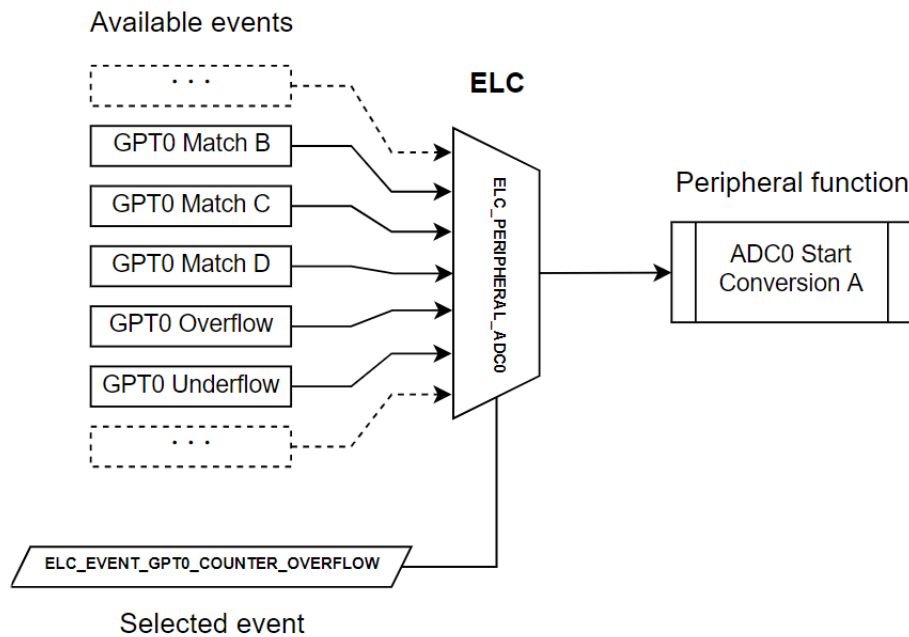 Available events
. . .
ELC
GPT0 Match B
GPT0 Match C
GPT0 Match D
GPT0 Overflow
GPT0 Underflow
. . .
ELC_PERIPHERAL_ADC0
Peripheral function
ADC0 Start
Conversion A
ELC_EVENT_GPT0_COUNTER_OVERFLOW
Selected event